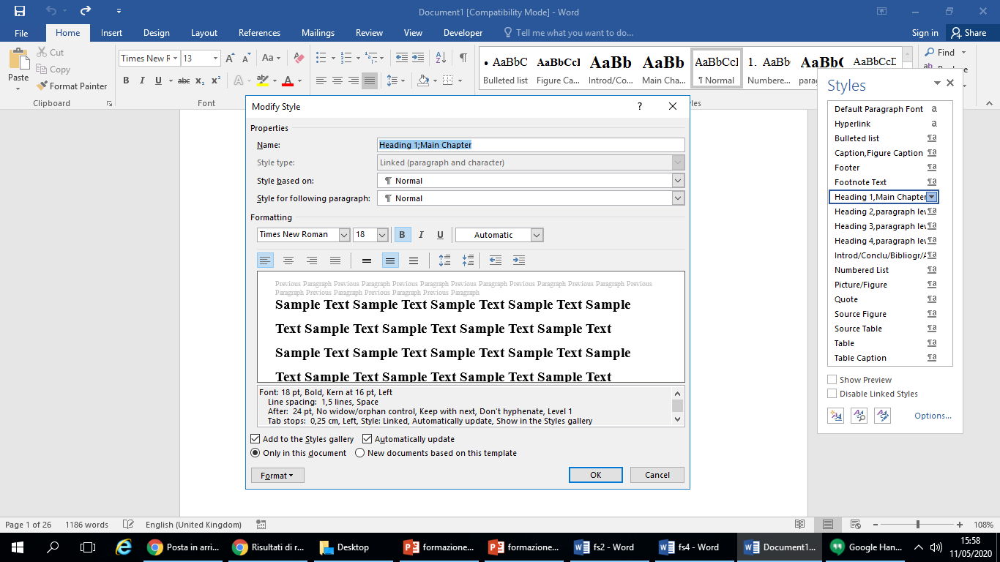 Document1 [Compatibility Mode] - Word
File Home Insert Design Layout References Mailings Review View Developer Tell me what you want to do... Sign in Share
Paste
Cut
Copy
Format Painter
Clipboard
Times New R 13
Aa
B I U abc x₂ x²
Font
AaBbC AaBbCcI AaBb AaBb AaBbCcI 1. AaBb AaBbC AaBbCcD
Bulleted list Figure Ca... Introd/Co... Main Cha... ¶ Normal Numbere... parag
Find
Styles
Default Paragraph Font a
Hyperlink a
Bulleted list ¶a
Caption,Figure Caption ¶a
Footer ¶a
Footnote Text ¶a
Heading 1,Main Chapter
Heading 2,paragraph lev ¶a
Heading 3,paragraph lev ¶a
Heading 4,paragraph lev ¶a
Introd/Conclu/Bibliogr/A ¶a
Numbered List ¶a
Picture/Figure ¶a
Quote ¶a
Source Figure ¶a
Source Table ¶a
Table ¶a
Table Caption ¶a
Show Preview
Disable Linked Styles
Options...
Modify Style ?
Properties
Name: Heading 1;Main Chapter
Style type: Linked (paragraph and character)
Style based on: ¶ Normal
Style for following paragraph: ¶ Normal
Formatting
Times New Roman 18 B I U Automatic
Previous Paragraph Previous Paragraph Previous Paragraph Previous Paragraph Previous Paragraph Previous Paragraph Previous
Paragraph Previous Paragraph Previous Paragraph Previous Paragraph
Sample Text Sample Text Sample Text Sample Text Sample
Text Sample Text Sample Text Sample Text Sample Text
Sample Text Sample Text Sample Text Sample Text Sample
Text Sample Text Sample Text Sample Text Sample Text
Font: 18 pt, Bold, Kern at 16 pt, Left
Line spacing: 1,5 lines, Space
After: 24 pt, No widow/orphan control, Keep with next, Don't hyphenate, Level 1
Tab stops: 0,25 cm, Left, Style: Linked, Automatically update, Show in the Styles gallery
Add to the Styles gallery Automatically update
Only in this document New documents based on this template
Format OK Cancel
Page 1 of 26 1186 words English (United Kingdom) 108%
Posta in arri... Risultati di r... Desktop formazione... formazione... fs2 - Word fs4 - Word Document1... Google Han...
15:58
11/05/2020